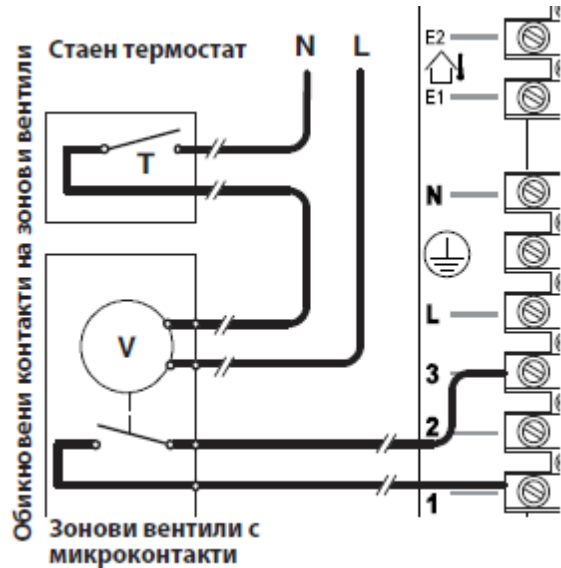 Стаен термостат
N L
E2
E1
T
N
L
V
3
2
1
Обикновени контакти на зонови вентили
Зонови вентили с
микроконтакти